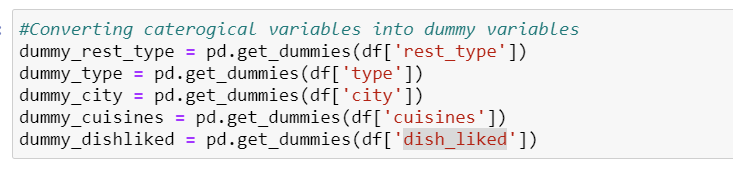 #Converting caterogical variables into dummy variables
dummy_rest_type = pd.get_dummies(df['rest_type'])
dummy_type = pd.get_dummies(df['type'])
dummy_city = pd.get_dummies(df['city'])
dummy_cuisines = pd.get_dummies(df['cuisines'])
dummy_dishliked = pd.get_dummies(df['dish_liked'])